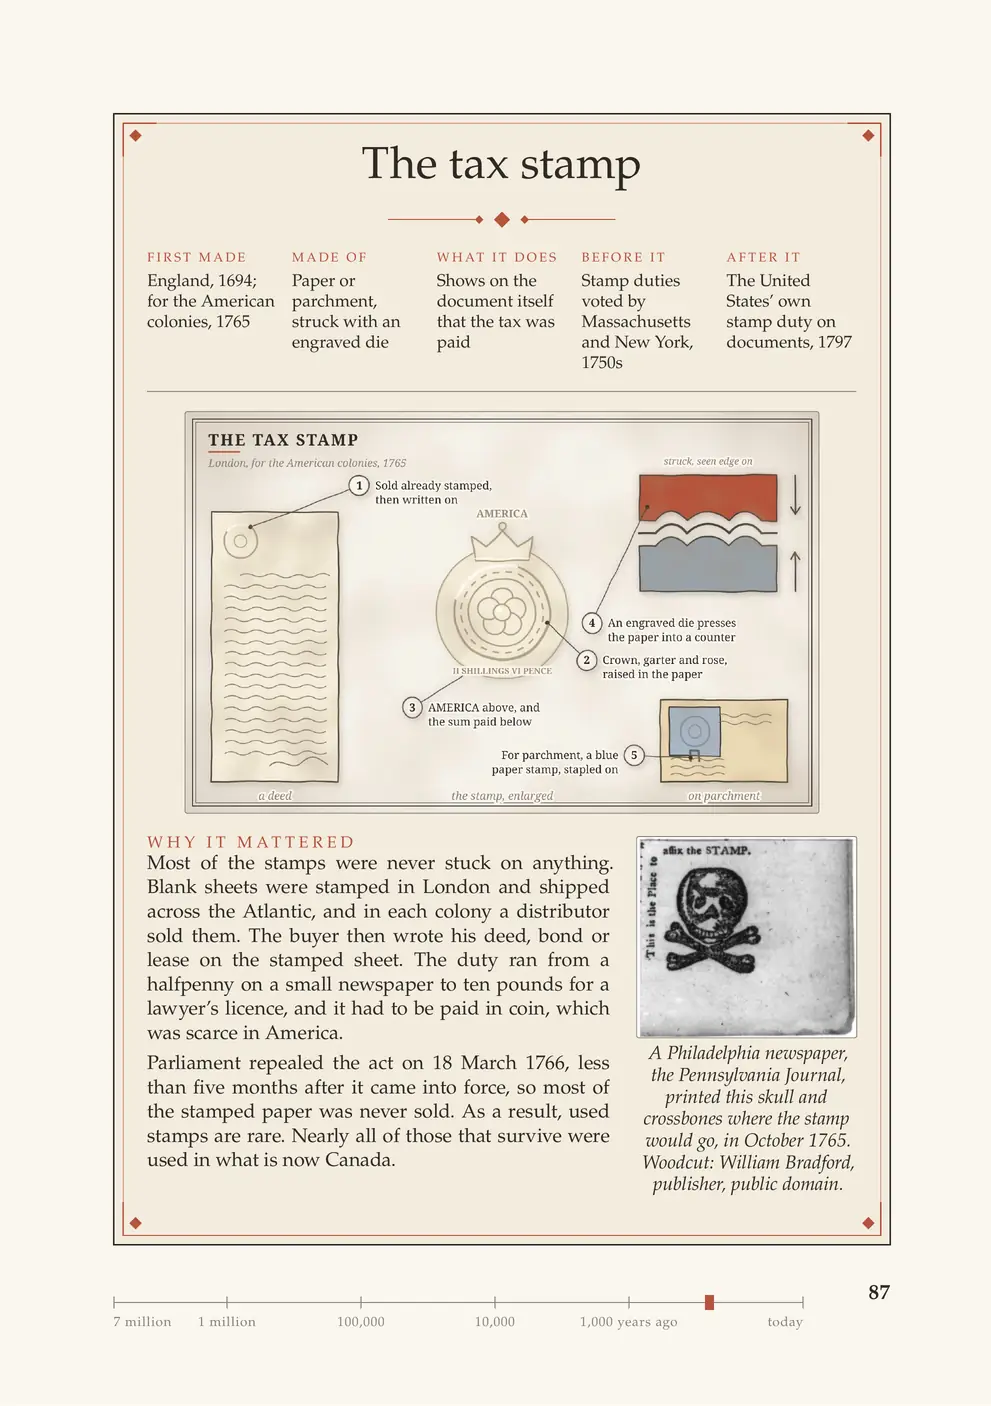 The tax stamp
FIRST MADE
England, 1694;
for the American
colonies, 1765
MADE OF
Paper or
parchment,
struck with an
engraved die
WHAT IT DOES
Shows on the
document itself
that the tax was
paid
BEFORE IT
Stamp duties
voted by
Massachusetts
and New York,
1750s
AFTER IT
The United
States’ own
stamp duty on
documents, 1797
THE TAX STAMP
London, for the American colonies, 1765
1 Sold already stamped,
then written on
a deed
AMERICA
II SHILLINGS VI PENCE
2 Crown, garter and rose,
raised in the paper
3 AMERICA above, and
the sum paid below
the stamp, enlarged
struck, seen edge on
4 An engraved die presses
the paper into a counter
For parchment, a blue 5
paper stamp, stapled on
on parchment
WHY IT MATTERED
Most of the stamps were never stuck on anything.
Blank sheets were stamped in London and shipped
across the Atlantic, and in each colony a distributor
sold them. The buyer then wrote his deed, bond or
lease on the stamped sheet. The duty ran from a
halfpenny on a small newspaper to ten pounds for a
lawyer’s licence, and it had to be paid in coin, which
was scarce in America.
Parliament repealed the act on 18 March 1766, less
than five months after it came into force, so most of
the stamped paper was never sold. As a result, used
stamps are rare. Nearly all of those that survive were
used in what is now Canada.
This is the Place to
affix the STAMP.
A Philadelphia newspaper,
the Pennsylvania Journal,
printed this skull and
crossbones where the stamp
would go, in October 1765.
Woodcut: William Bradford,
publisher, public domain.
87
7 million
1 million
100,000
10,000
1,000 years ago
today